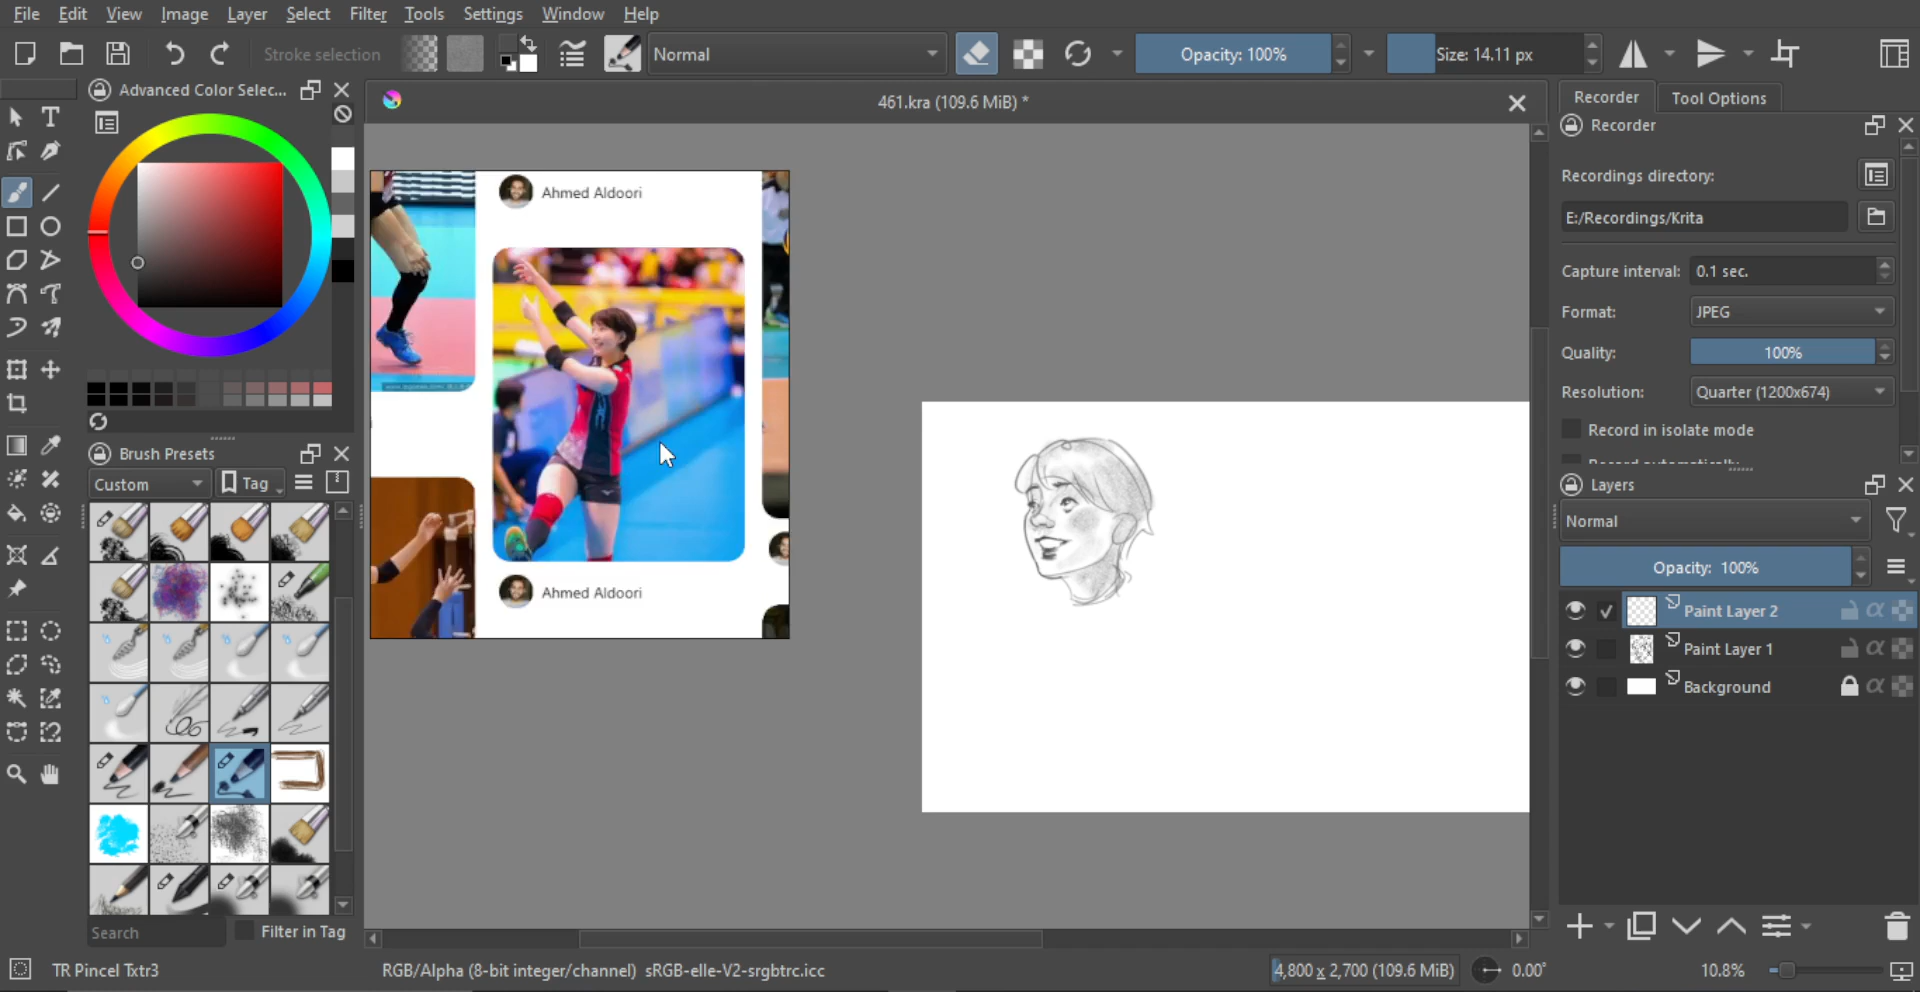 File Edit View Image Layer Select Filter Tools Settings Window Help
Stroke selection Normal Opacity: 100% Size: 14.11 px
Advanced Color Selec...
461.kra (109.6 MiB) *
Recorder Tool Options
Recorder
Recordings directory:
E:/Recordings/Krita
Capture interval: 0.1 sec.
Format: JPEG
Quality: 100%
Resolution: Quarter (1200x674)
Record in isolate mode
Record automatically
Ahmed Aldoori
Ahmed Aldoori
Brush Presets
Custom Tag
Search Filter in Tag
Layers
Normal
Opacity: 100%
Paint Layer 2
Paint Layer 1
Background
TR Pincel Txtr3 RGB/Alpha (8-bit integer/channel) sRGB-elle-V2-srgbtrc.icc 4,800 x 2,700 (109.6 MiB) 0.00° 10.8%